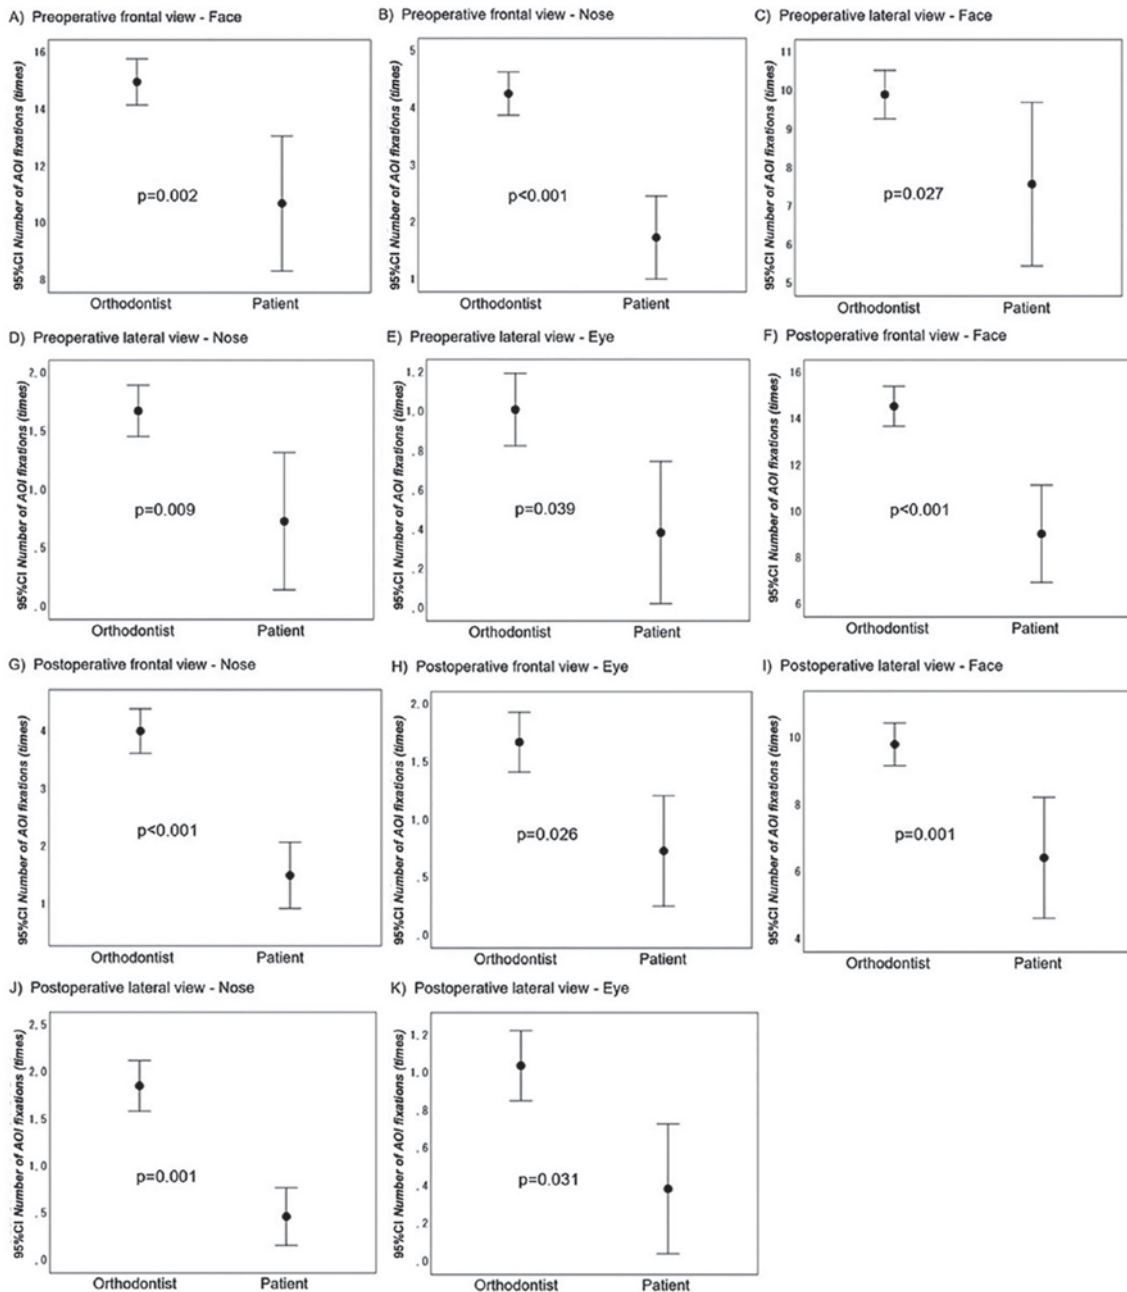 A) Preoperative frontal view - Face
95%CI Number of AOI fixations (times)
16
14
12
10
8
p=0.002
Orthodontist Patient
B) Preoperative frontal view - Nose
95%CI Number of AOI fixations (times)
5
4
3
2
1
p<0.001
Orthodontist Patient
C) Preoperative lateral view - Face
95%CI Number of AOI fixations (times)
11
10
9
8
7
6
5
p=0.027
Orthodontist Patient
D) Preoperative lateral view - Nose
95%CI Number of AOI fixations (times)
2.0
1.5
1.0
.5
.0
p=0.009
Orthodontist Patient
E) Preoperative lateral view - Eye
95%CI Number of AOI fixations (times)
1.2
1.0
.8
.6
.4
.2
.0
p=0.039
Orthodontist Patient
F) Postoperative frontal view - Face
95%CI Number of AOI fixations (times)
16
14
12
10
8
6
p<0.001
Orthodontist Patient
G) Postoperative frontal view - Nose
95%CI Number of AOI fixations (times)
4
3
2
1
p<0.001
Orthodontist Patient
H) Postoperative frontal view - Eye
95%CI Number of AOI fixations (times)
2.0
1.5
1.0
.5
.0
p=0.026
Orthodontist Patient
I) Postoperative lateral view - Face
95%CI Number of AOI fixations (times)
10
8
6
4
p=0.001
Orthodontist Patient
J) Postoperative lateral view - Nose
95%CI Number of AOI fixations (times)
2.5
2.0
1.5
1.0
.5
.0
p=0.001
Orthodontist Patient
K) Postoperative lateral view - Eye
95%CI Number of AOI fixations (times)
1.2
1.0
.8
.6
.4
.2
.0
p=0.031
Orthodontist Patient